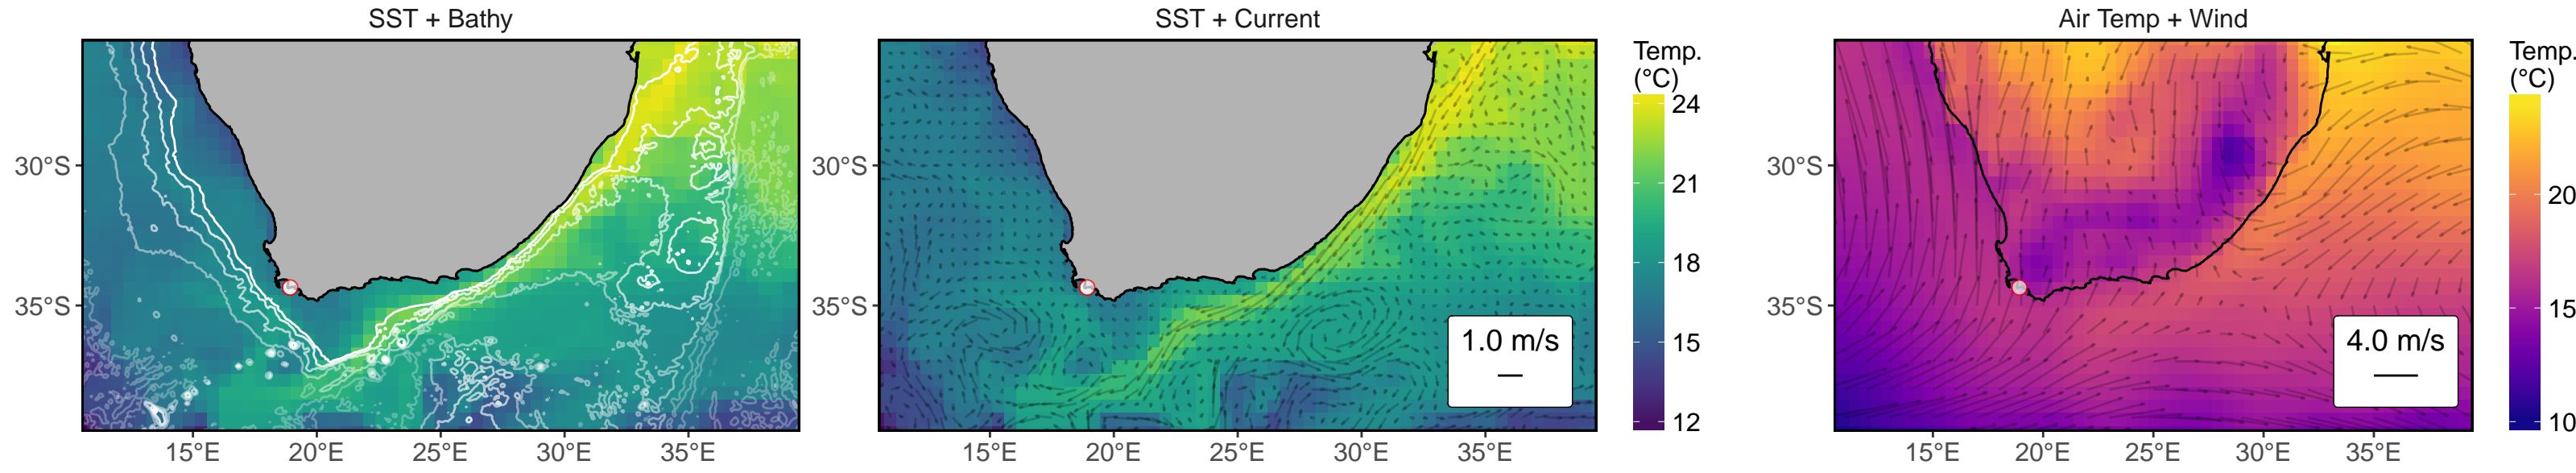 SST + Bathy
30°S
35°S
15°E 20°E 25°E 30°E 35°E
SST + Current
30°S
35°S
15°E 20°E 25°E 30°E 35°E
1.0 m/s
Temp.
(°C)
24
21
18
15
12
Air Temp + Wind
30°S
35°S
15°E 20°E 25°E 30°E 35°E
4.0 m/s
Temp.
(°C)
20
15
10